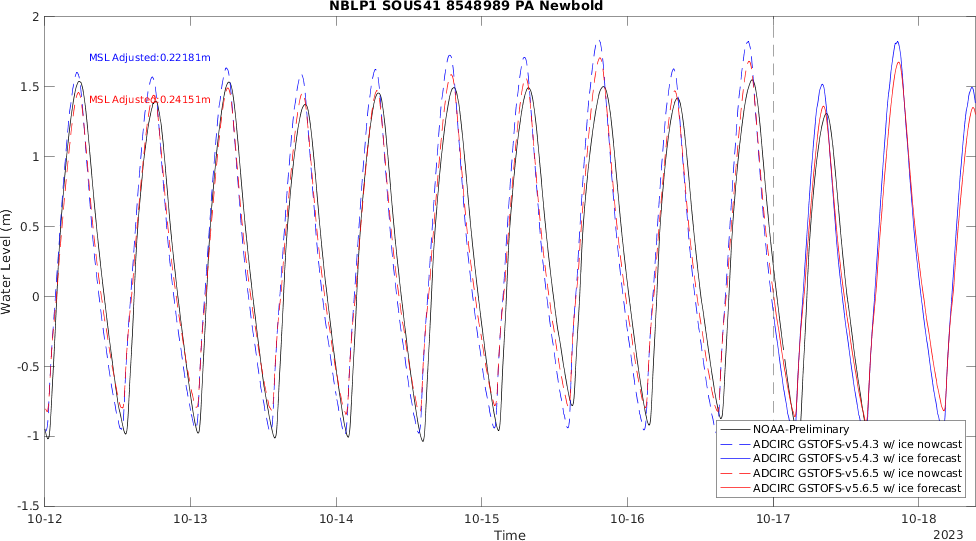 NBLP1 SOUS41 8548989 PA Newbold
2
1.5
1
0.5
0
-0.5
-1
-1.5
Water Level (m)
MSL Adjusted:0.22181m
MSL Adjusted:0.24151m
NOAA-Preliminary
ADCIRC GSTOFS-v5.4.3 w/ ice nowcast
ADCIRC GSTOFS-v5.4.3 w/ ice forecast
ADCIRC GSTOFS-v5.6.5 w/ ice nowcast
ADCIRC GSTOFS-v5.6.5 w/ ice forecast
10-12 10-13 10-14 10-15 10-16 10-17 10-18
Time
2023